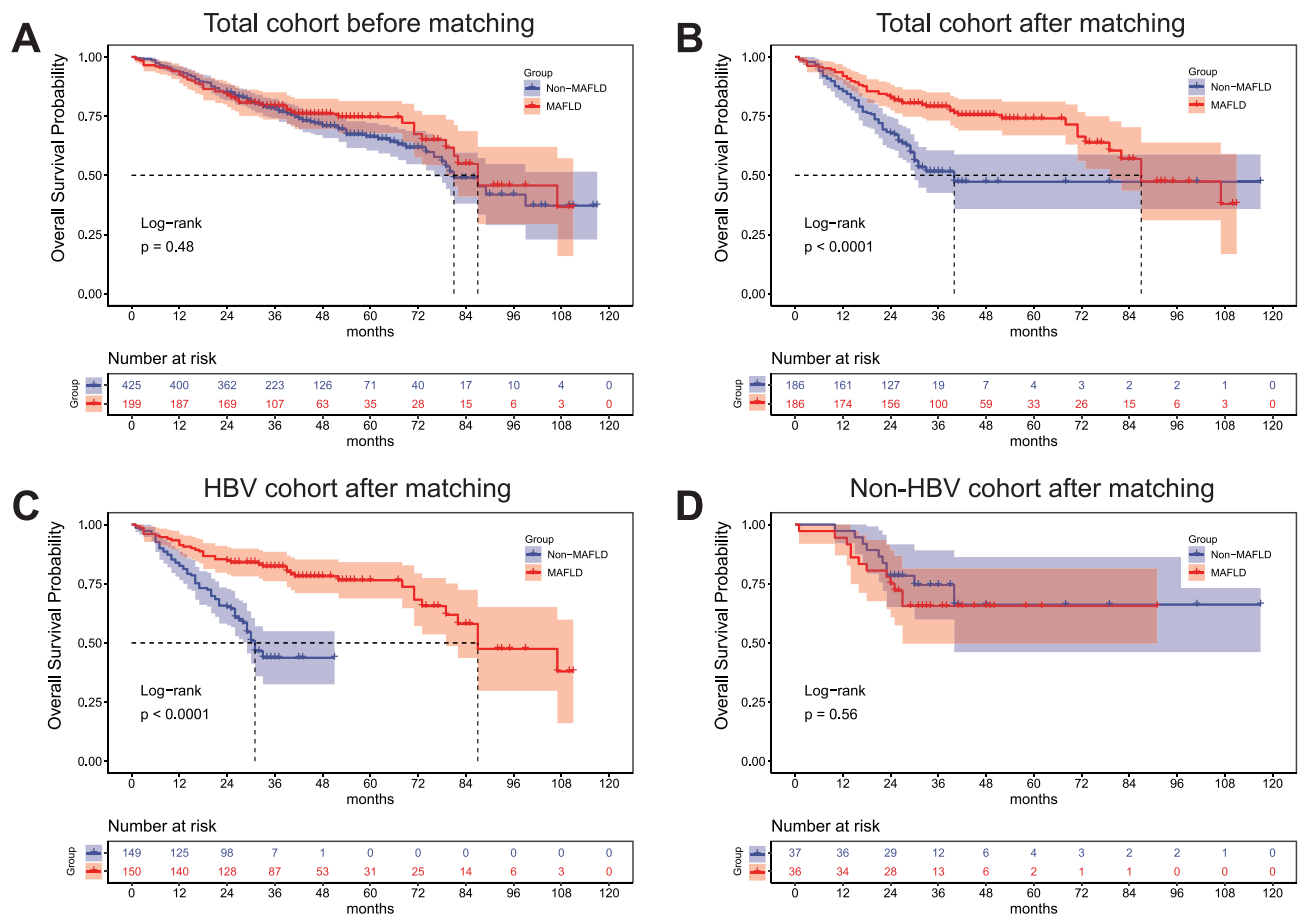 A
Total cohort before matching
Overall Survival Probability
1.00
0.75
0.50
0.25
0.00
Group
Non−MAFLD
MAFLD
Log−rank
p = 0.48
0 12 24 36 48 60 72 84 96 108 120
months
Number at risk
Group
425 400 362 223 126 71 40 17 10 4 0
199 187 169 107 63 35 28 15 6 3 0
0 12 24 36 48 60 72 84 96 108 120
months
B
Total cohort after matching
Overall Survival Probability
1.00
0.75
0.50
0.25
0.00
Group
Non−MAFLD
MAFLD
Log−rank
p < 0.0001
0 12 24 36 48 60 72 84 96 108 120
months
Number at risk
Group
186 161 127 19 7 4 3 2 2 1 0
186 174 156 100 59 33 26 15 6 3 0
0 12 24 36 48 60 72 84 96 108 120
months
C
HBV cohort after matching
Overall Survival Probability
1.00
0.75
0.50
0.25
0.00
Group
Non−MAFLD
MAFLD
Log−rank
p < 0.0001
0 12 24 36 48 60 72 84 96 108 120
months
Number at risk
Group
149 125 98 7 1 0 0 0 0 0 0
150 140 128 87 53 31 25 14 6 3 0
0 12 24 36 48 60 72 84 96 108 120
months
D
Non-HBV cohort after matching
Overall Survival Probability
1.00
0.75
0.50
0.25
0.00
Group
Non−MAFLD
MAFLD
Log−rank
p = 0.56
0 12 24 36 48 60 72 84 96 108 120
months
Number at risk
Group
37 36 29 12 6 4 3 2 2 1 0
36 34 28 13 6 2 1 1 0 0 0
0 12 24 36 48 60 72 84 96 108 120
months